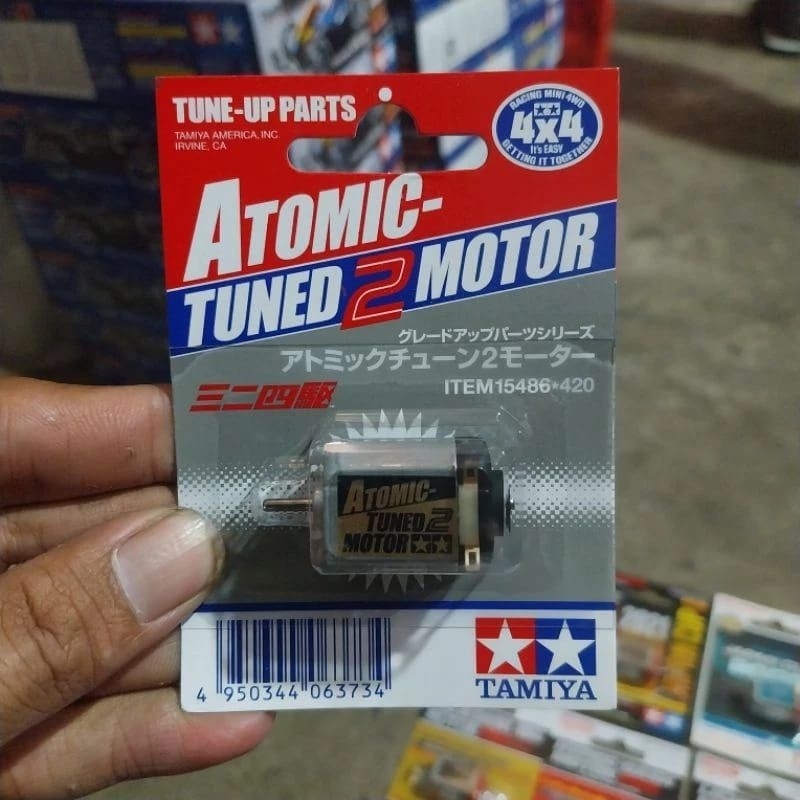 TUNE-UP PARTS
TAMIYA AMERICA, INC.
IRVINE, CA
RACING MINI 4WD
4x4
It's EASY
GETTING IT TOGETHER
ATOMIC-
TUNED 2 MOTOR
グレードアップパーツシリーズ
アトミックチューン2モーター
ミニ四駆
ITEM15486★420
ATOMIC-
TUNED 2
MOTOR
4 950344 063734
TAMIYA